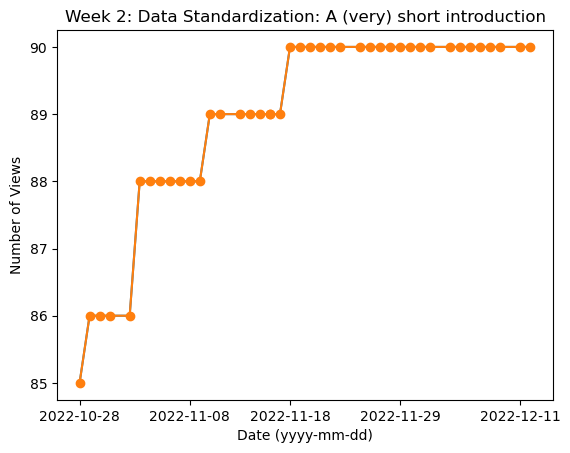 Week 2: Data Standardization: A (very) short introduction
90
89
88
87
86
85
Number of Views
2022-10-28 2022-11-08 2022-11-18 2022-11-29 2022-12-11
Date (yyyy-mm-dd)